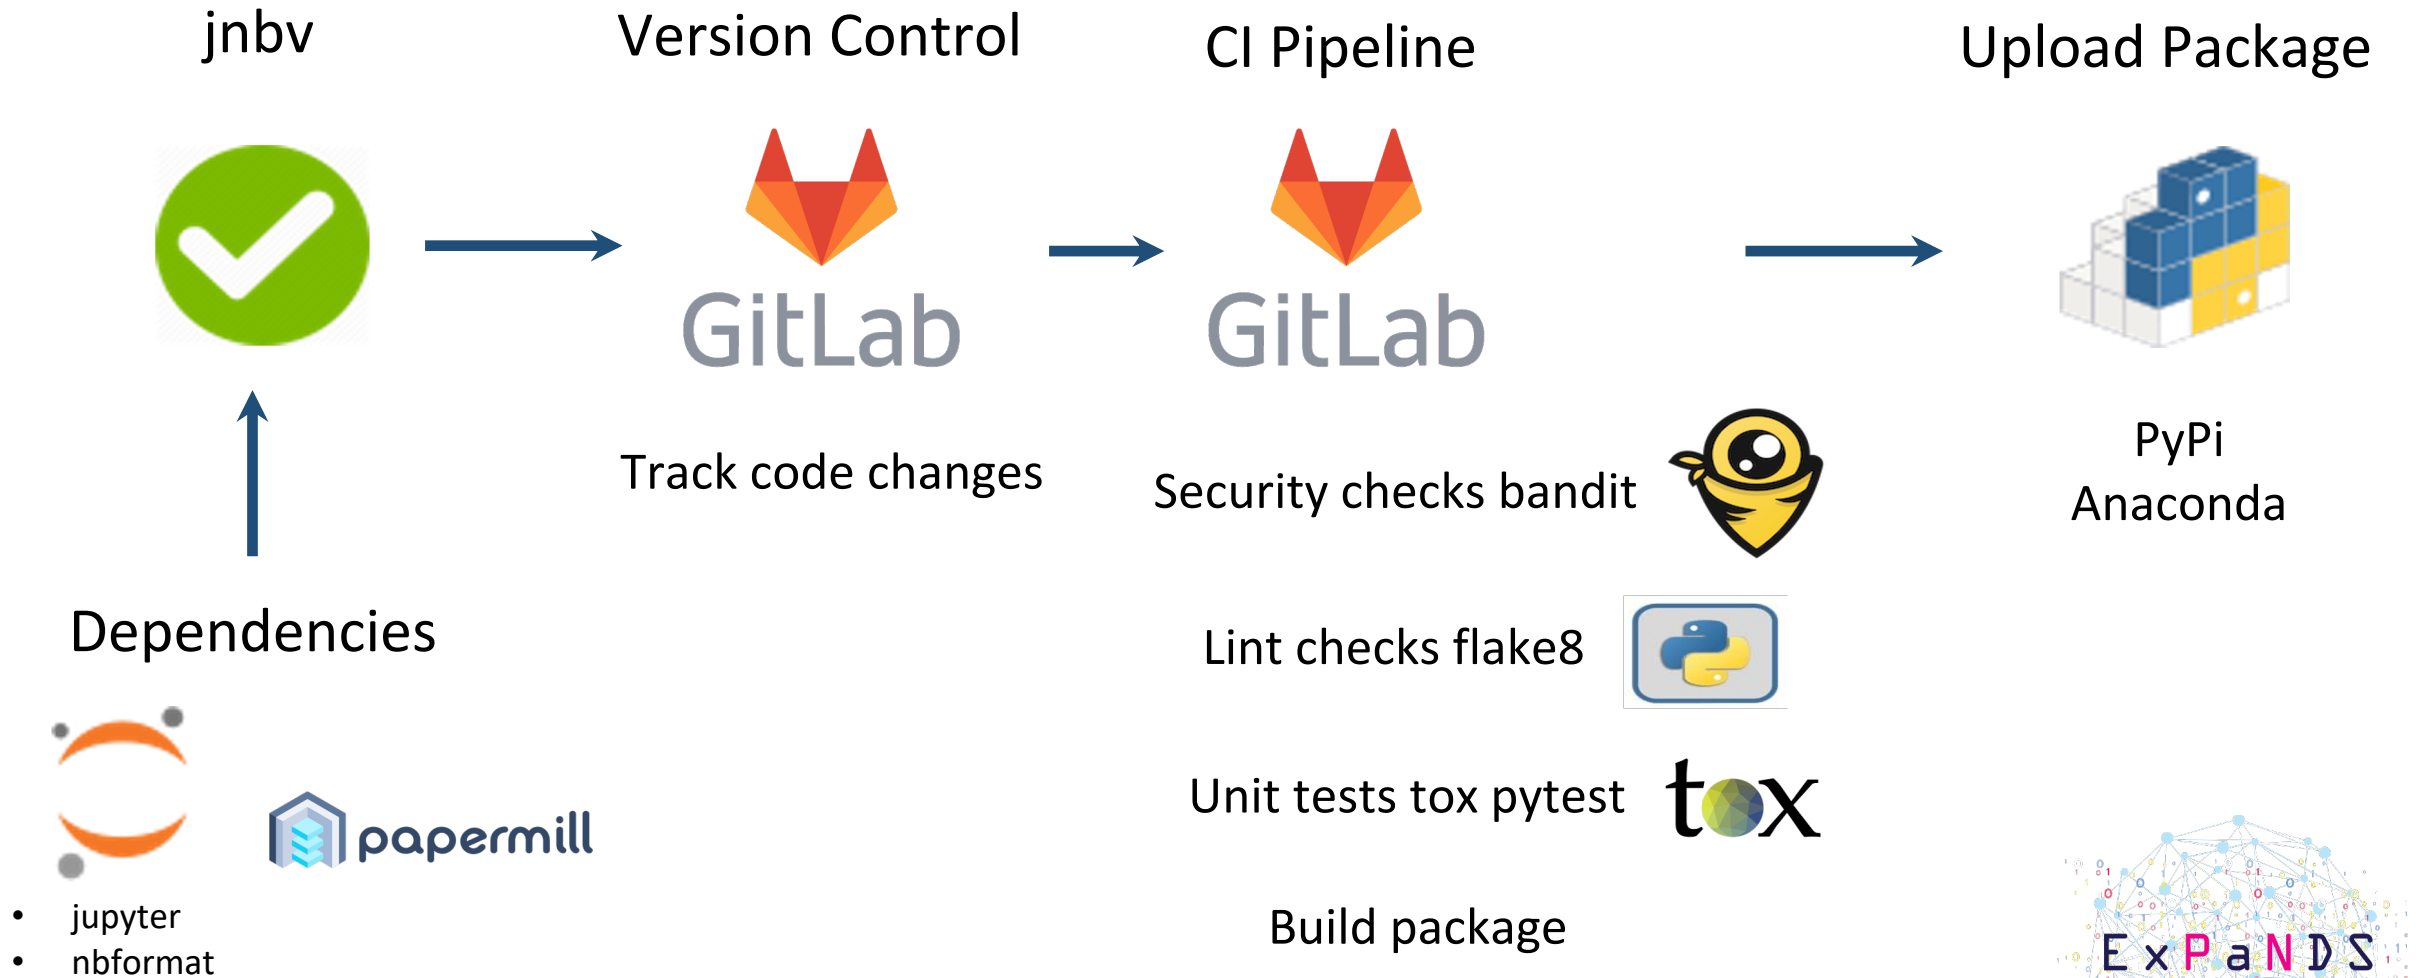 jnbv
Version Control
CI Pipeline
Upload Package
GitLab
GitLab
Track code changes
Security checks bandit
PyPi
Anaconda
Dependencies
Lint checks flake8
papermill
Unit tests tox pytest
tox
• jupyter
• nbformat
Build package
ExPaNDS